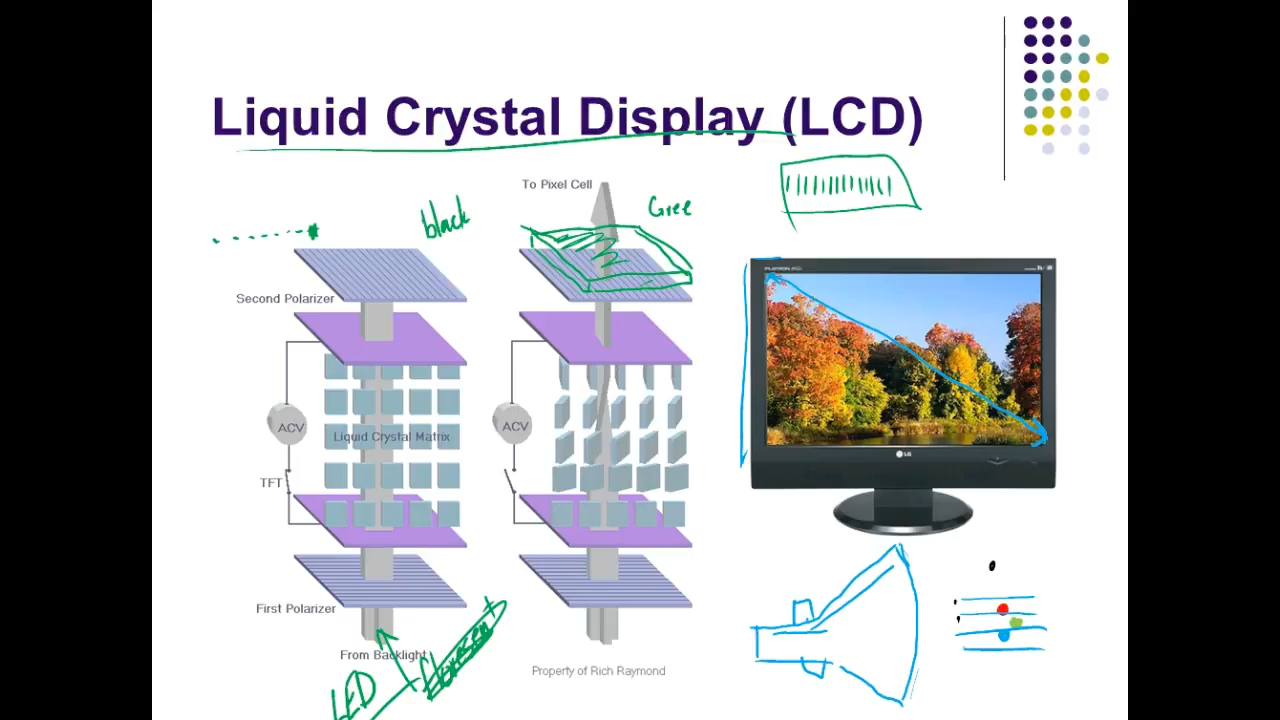 Liquid Crystal Display (LCD)
To Pixel Cell
black
Gree
Second Polarizer
ACV
ACV
Liquid Crystal Matrix
TFT
First Polarizer
From Backlight
LED
Property of Rich Raymond
LG